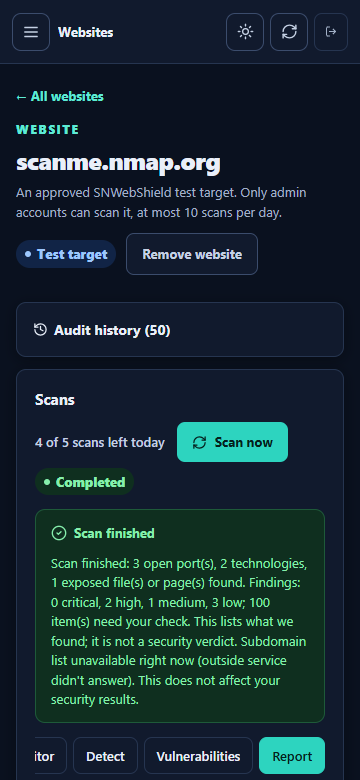 Websites
← All websites
WEBSITE
scanme.nmap.org
An approved SNWebShield test target. Only admin
accounts can scan it, at most 10 scans per day.
Test target
Remove website
Audit history (50)
Scans
4 of 5 scans left today
Scan now
Completed
Scan finished
Scan finished: 3 open port(s), 2 technologies,
1 exposed file(s) or page(s) found. Findings:
0 critical, 2 high, 1 medium, 3 low; 100
item(s) need your check. This lists what we
found; it is not a security verdict. Subdomain
list unavailable right now (outside service
didn't answer). This does not affect your
security results.
itor Detect Vulnerabilities Report